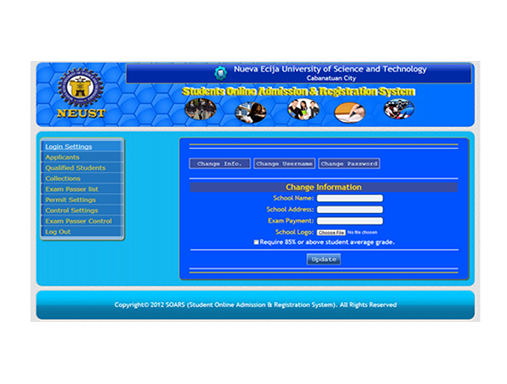 Nueva Ecija University of Science and Technology
Cabanatuan City
Students Online Admission & Registration System
NEUST
Login Settings
Applicants
Qualified Students
Collections
Exam Passer list
Permit Settings
Control Settings
Exam Passer Control
Log Out
Change Info. Change Username Change Password
Change Information
School Name:
School Address:
Exam Payment:
School Logo: Choose File No file chosen
Require 85% or above student average grade.
Update
Copyright© 2012 SOARS (Student Online Admission & Registration System). All Rights Reserved